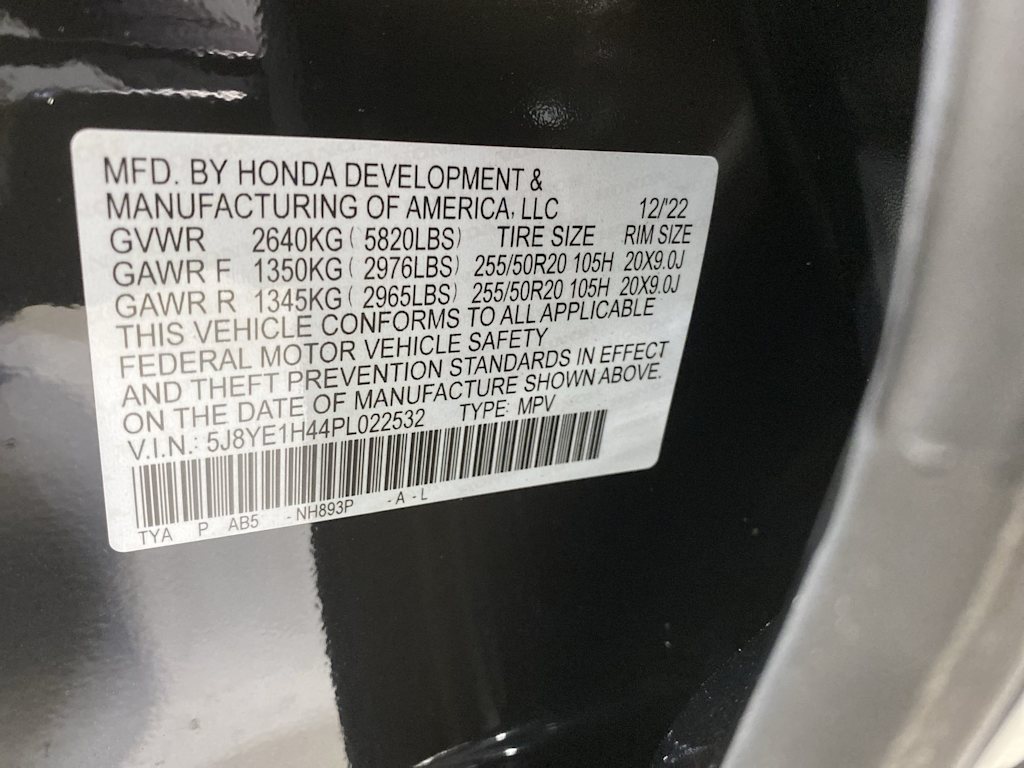 MFD. BY HONDA DEVELOPMENT &
MANUFACTURING OF AMERICA, LLC 12/'22
GVWR 2640KG ( 5820LBS) TIRE SIZE RIM SIZE
GAWR F 1350KG ( 2976LBS) 255/50R20 105H 20X9.0J
GAWR R 1345KG ( 2965LBS) 255/50R20 105H 20X9.0J
THIS VEHICLE CONFORMS TO ALL APPLICABLE
FEDERAL MOTOR VEHICLE SAFETY
AND THEFT PREVENTION STANDARDS IN EFFECT
ON THE DATE OF MANUFACTURE SHOWN ABOVE.
V.I.N.: 5J8YE1H44PL022532 TYPE: MPV
TYA P AB5 -NH893P -A-L